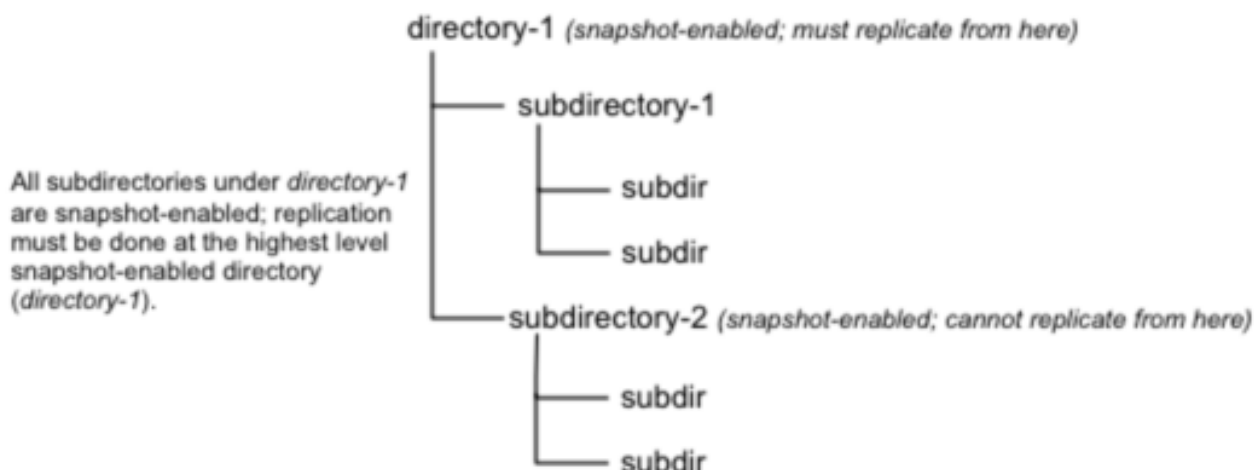 directory-1 (snapshot-enabled; must replicate from here)
subdirectory-1
All subdirectories under directory-1
are snapshot-enabled; replication
must be done at the highest level
snapshot-enabled directory
(directory-1).
subdir
subdir
subdirectory-2 (snapshot-enabled; cannot replicate from here)
subdir
subdir